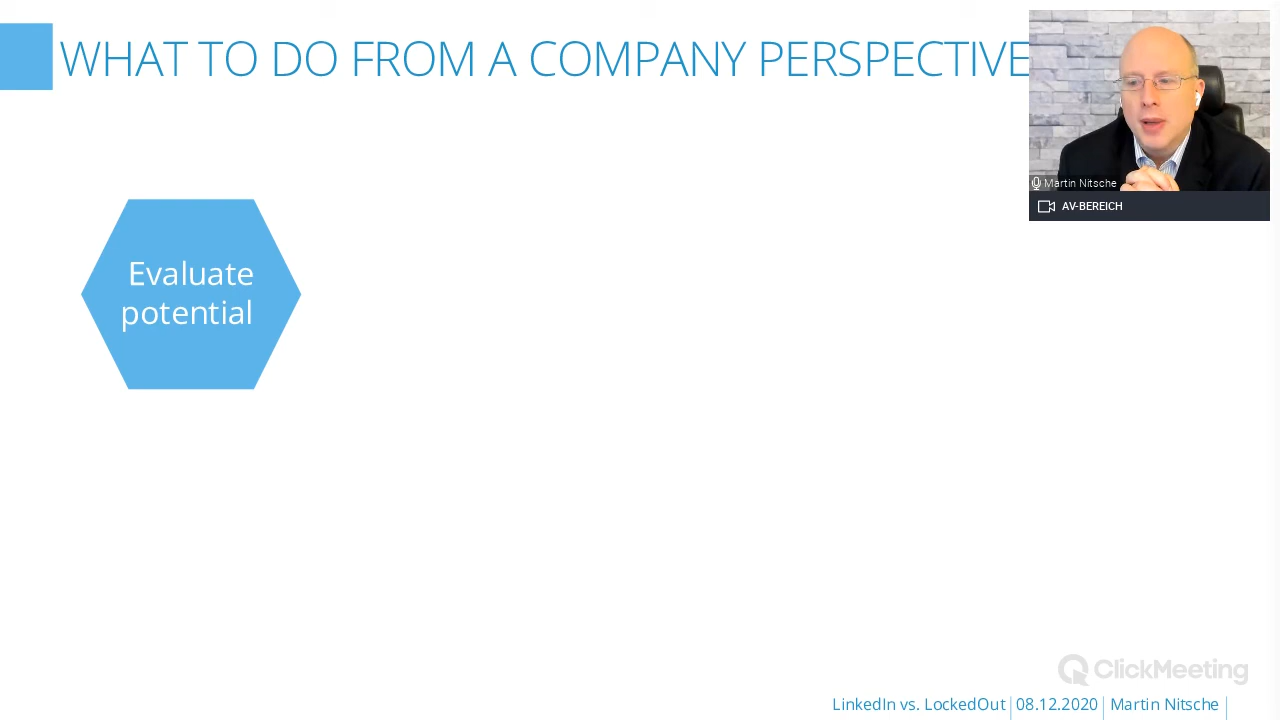 WHAT TO DO FROM A COMPANY PERSPECTIVE
Martin Nitsche
AV-BEREICH
Evaluate
potential
ClickMeeting
LinkedIn vs. LockedOut 08.12.2020 Martin Nitsche